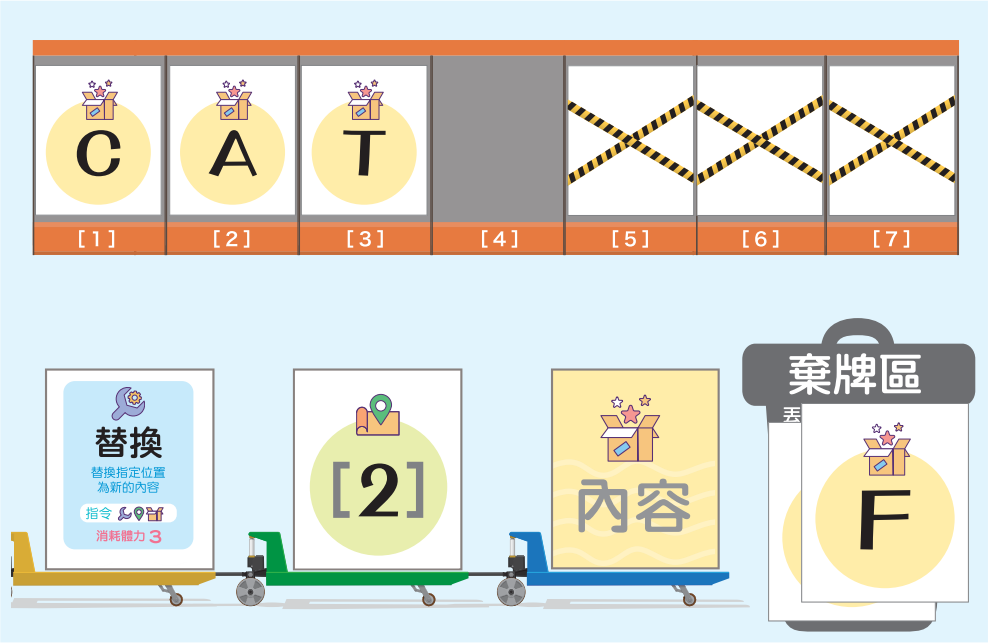 C A T
[1] [2] [3] [4] [5] [6] [7]
替換
替換指定位置
為新的內容
指令
消耗體力 3
[2]
內容
棄牌區
丟
F